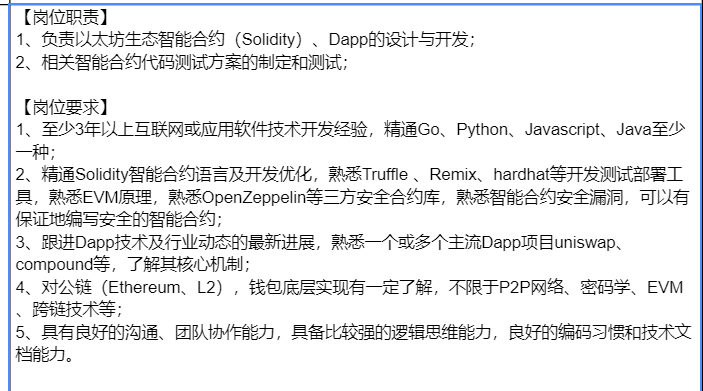 【岗位职责】
1、负责以太坊生态智能合约（Solidity）、Dapp的设计与开发；
2、相关智能合约代码测试方案的制定和测试；
【岗位要求】
1、至少3年以上互联网或应用软件技术开发经验，精通Go、Python、Javascript、Java至少
一种；
2、精通Solidity智能合约语言及开发优化，熟悉Truffle 、Remix、hardhat等开发测试部署工
具，熟悉EVM原理，熟悉OpenZeppelin等三方安全合约库，熟悉智能合约安全漏洞，可以有
保证地编写安全的智能合约；
3、跟进Dapp技术及行业动态的最新进展，熟悉一个或多个主流Dapp项目uniswap、
compound等，了解其核心机制；
4、对公链（Ethereum、L2），钱包底层实现有一定了解，不限于P2P网络、密码学、EVM
、跨链技术等；
5、具有良好的沟通、团队协作能力，具备比较强的逻辑思维能力，良好的编码习惯和技术文
档能力。